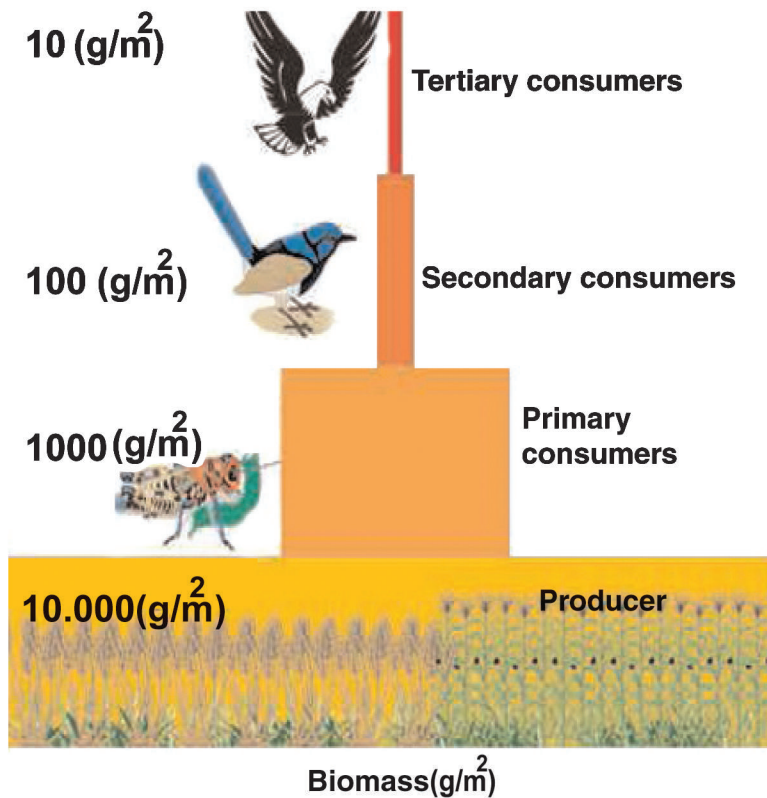 10 (g/m²)
Tertiary consumers
100 (g/m²)
Secondary consumers
1000 (g/m²)
Primary
consumers
10.000(g/m²)
Producer
Biomass(g/m²)